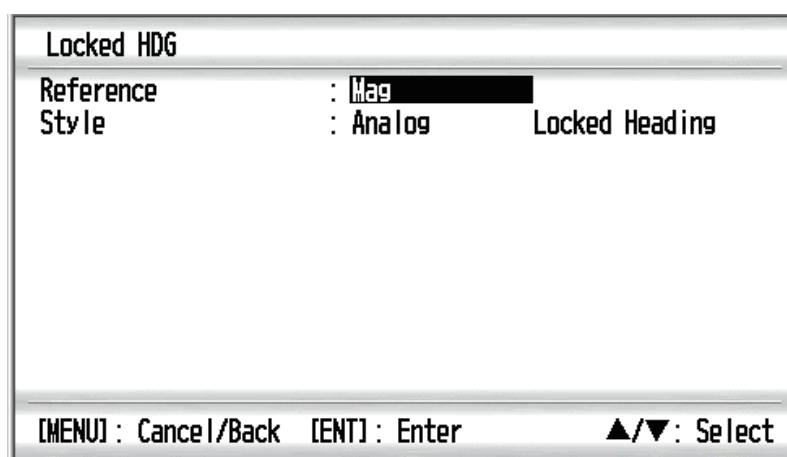 Locked HDG
Reference : Mag
Style : Analog Locked Heading
[MENU] : Cancel/Back [ENT] : Enter ▲/▼ : Select